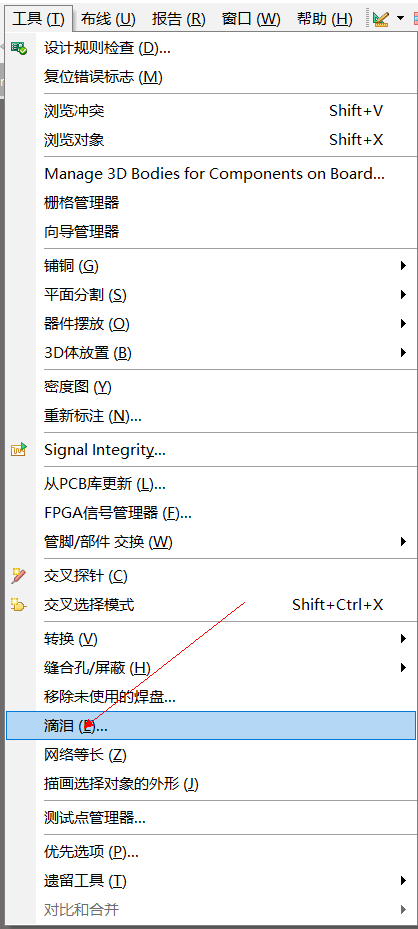 工具 (T) 布线 (U) 报告 (R) 窗口 (W) 帮助 (H)
设计规则检查 (D)...
复位错误标志 (M)
浏览冲突 Shift+V
浏览对象 Shift+X
Manage 3D Bodies for Components on Board...
栅格管理器
向导管理器
铺铜 (G)
平面分割 (S)
器件摆放 (O)
3D体放置 (B)
密度图 (Y)
重新标注 (N)...
Signal Integrity...
从PCB库更新 (L)...
FPGA信号管理器 (F)...
管脚/部件 交换 (W)
交叉探针 (C)
交叉选择模式 Shift+Ctrl+X
转换 (V)
缝合孔/屏蔽 (H)
移除未使用的焊盘...
滴泪 (E)...
网络等长 (Z)
描画选择对象的外形 (J)
测试点管理器...
优先选项 (P)...
遗留工具 (T)
对比和合并